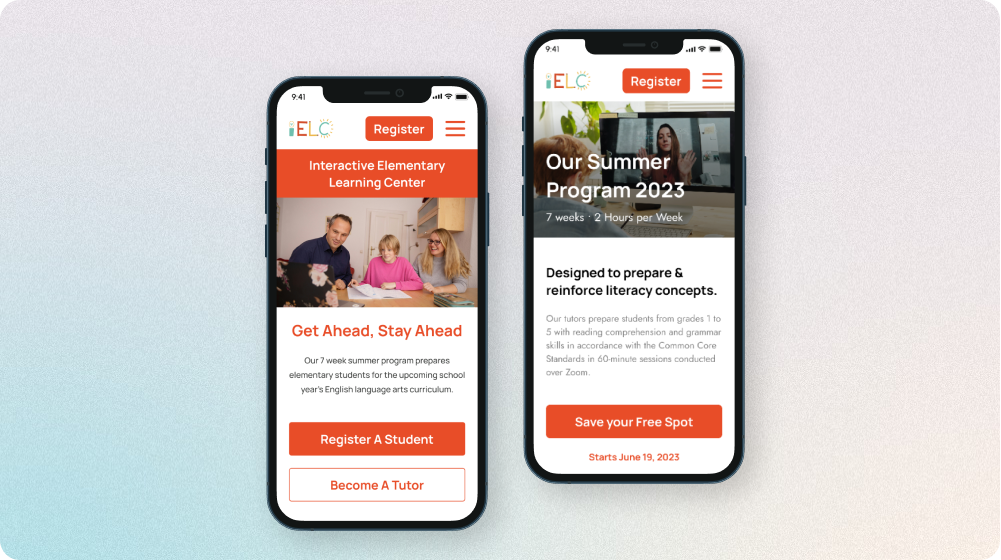 9:41
iELC
Register
Interactive Elementary
Learning Center
Get Ahead, Stay Ahead
Our 7 week summer program prepares
elementary students for the upcoming school
year's English language arts curriculum.
Register A Student
Become A Tutor
9:41
iELC
Register
Our Summer
Program 2023
7 weeks · 2 Hours per Week
Designed to prepare &
reinforce literacy concepts.
Our tutors prepare students from grades 1 to
5 with reading comprehension and grammar
skills in accordance with the Common Core
Standards in 60-minute sessions conducted
over Zoom.
Save your Free Spot
Starts June 19, 2023